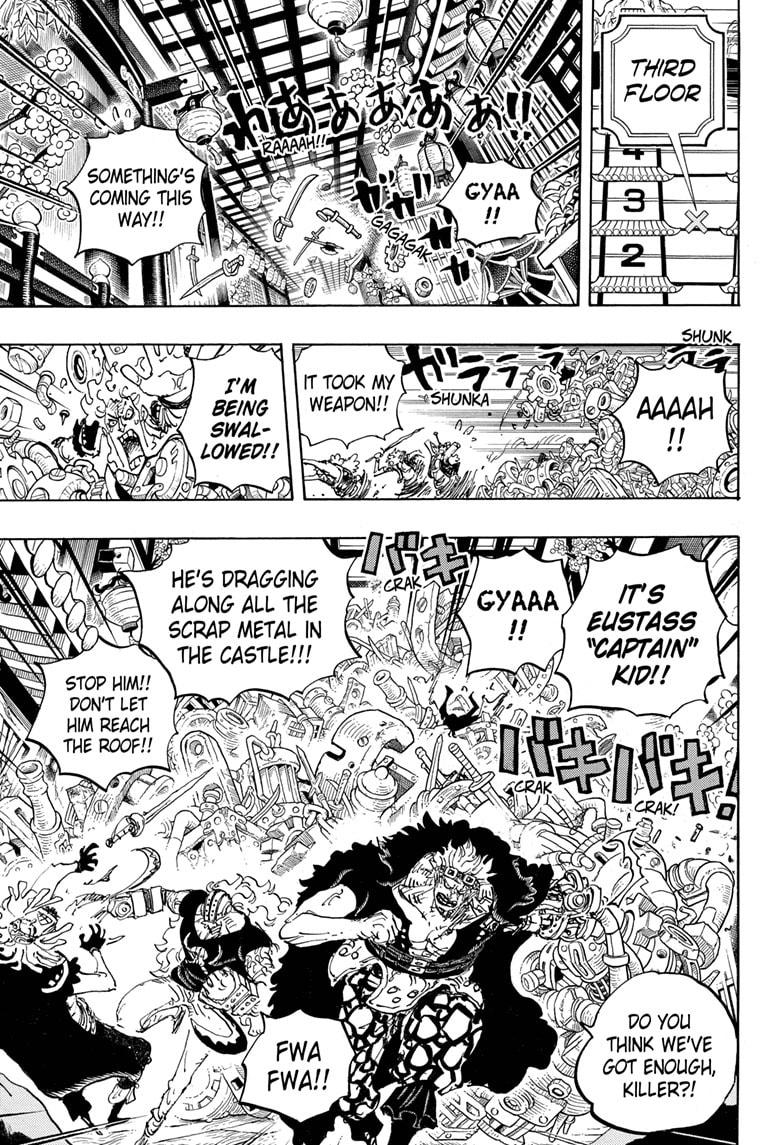 THIRD
FLOOR
4
3
2
わああああぁ!!
RAAAAH!!
GYAA
!!
ガガガガガ
GAGAGAK
SOMETHING'S
COMING THIS
WAY!!
SHUNK
AAAAH
!!
ガララララ
SHUNKA
IT TOOK MY
WEAPON!!
I'M
BEING
SWAL-
LOWED!!
IT'S
EUSTASS
"CAPTAIN"
KID!!
GYAAA
!!
バキ
CRAK
HE'S DRAGGING
ALONG ALL THE
SCRAP METAL IN
THE CASTLE!!!
STOP HIM!!
DON'T LET
HIM REACH
THE ROOF!!
バキバキ!
CRAK
CRAK!
DO YOU
THINK WE'VE
GOT ENOUGH,
KILLER?!
FWA
FWA!!